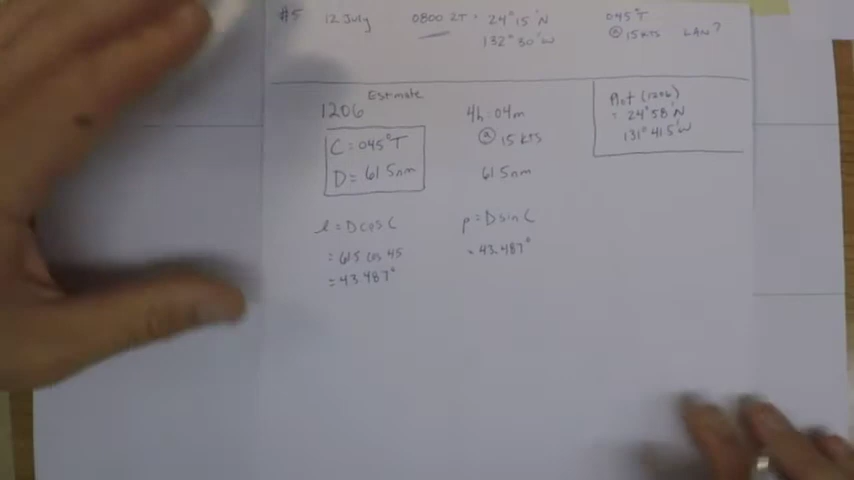 #5 12 July 0800 ZT = 24° 15' N 045°T
132° 30' W @ 15 KTS LAN?
Estimate
1206 4h : 04m
C = 045°T @ 15 KTS
D = 61.5nm 61.5nm
l = D cos C p = D sin C
= 61.5 cos 45 = 43.487°
= 43.487°
Plot (1206)
= 24° 58' N
131° 41.5' W